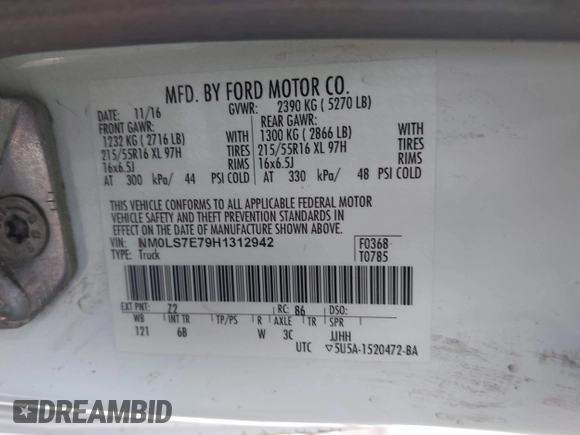 MFD. BY FORD MOTOR CO.
DATE: 11/16 GVWR: 2390 KG ( 5270 LB)
FRONT GAWR: REAR GAWR:
1232 KG ( 2716 LB) WITH 1300 KG ( 2866 LB) WITH
215/55R16 XL 97H TIRES 215/55R16 XL 97H TIRES
16x6.5J RIMS 16x6.5J RIMS
AT 300 kPa/ 44 PSI COLD AT 330 kPa/ 48 PSI COLD
THIS VEHICLE CONFORMS TO ALL APPLICABLE FEDERAL MOTOR
VEHICLE SAFETY AND THEFT PREVENTION STANDARDS IN
EFFECT ON THE DATE OF MANUFACTURE SHOWN ABOVE.
VIN: NM0LS7E79H1312942 F0368
TYPE: Truck T0785
EXT PNT: Z2 RC: 86 DSO:
WB INT TR TP/PS R AXLE TR SPR
121 6B W 3C JJHH
UTC ▽5U5A-1520472-BA
DREAMBID